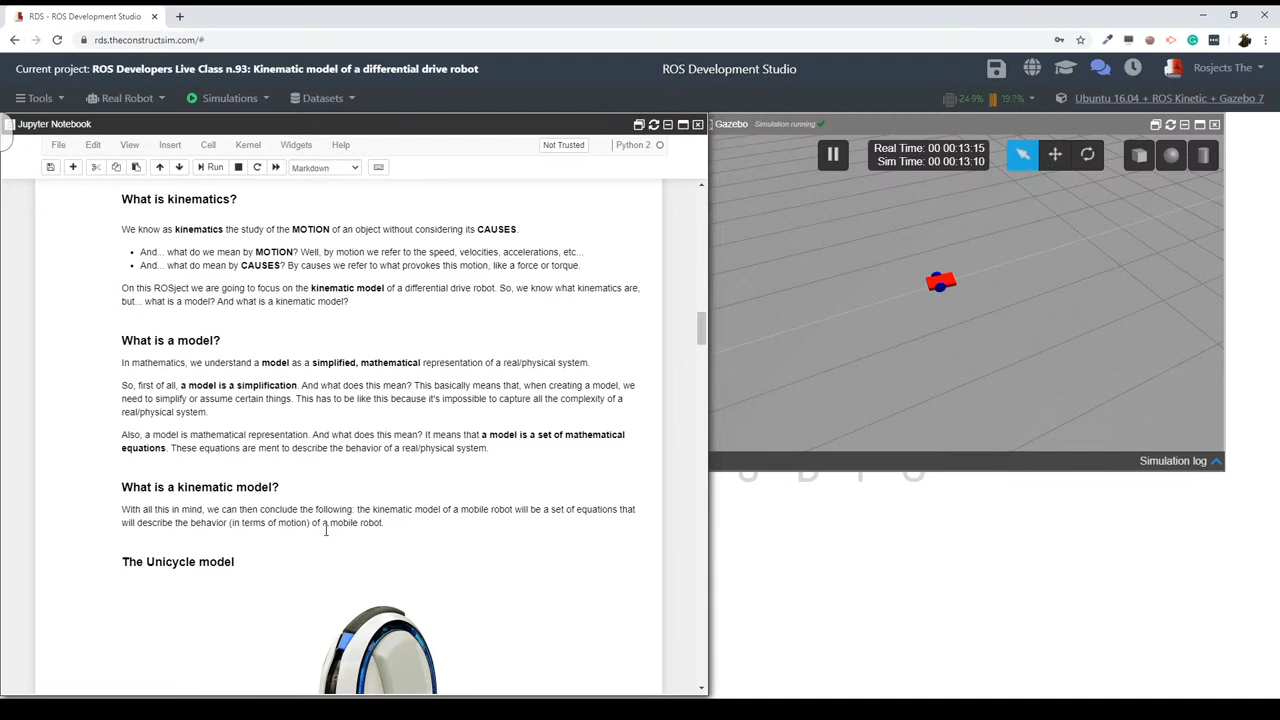 RDS - ROS Development Studio
rds.theconstructsim.com/#
Current project: ROS Developers Live Class n.93: Kinematic model of a differential drive robot
ROS Development Studio
Rosjects The
Tools
Real Robot
Simulations
Datasets
24.9%
19.7%
Ubuntu 16.04 + ROS Kinetic + Gazebo 7
Jupyter Notebook
File Edit View Insert Cell Kernel Widgets Help
Not Trusted
Python 2
Run
Markdown
What is kinematics?
We know as kinematics the study of the MOTION of an object without considering its CAUSES.
• And... what do we mean by MOTION? Well, by motion we refer to the speed, velocities, accelerations, etc...
• And... what do mean by CAUSES? By causes we refer to what provokes this motion, like a force or torque.
On this ROSject we are going to focus on the kinematic model of a differential drive robot. So, we know what kinematics are,
but... what is a model? And what is a kinematic model?
What is a model?
In mathematics, we understand a model as a simplified, mathematical representation of a real/physical system.
So, first of all, a model is a simplification. And what does this mean? This basically means that, when creating a model, we
need to simplify or assume certain things. This has to be like this because it's impossible to capture all the complexity of a
real/physical system.
Also, a model is mathematical representation. And what does this mean? It means that a model is a set of mathematical
equations. These equations are ment to describe the behavior of a real/physical system.
What is a kinematic model?
With all this in mind, we can then conclude the following: the kinematic model of a mobile robot will be a set of equations that
will describe the behavior (in terms of motion) of a mobile robot.
The Unicycle model
Gazebo
Simulation running
Real Time: 00 00:13:15
Sim Time: 00 00:13:10
Simulation log